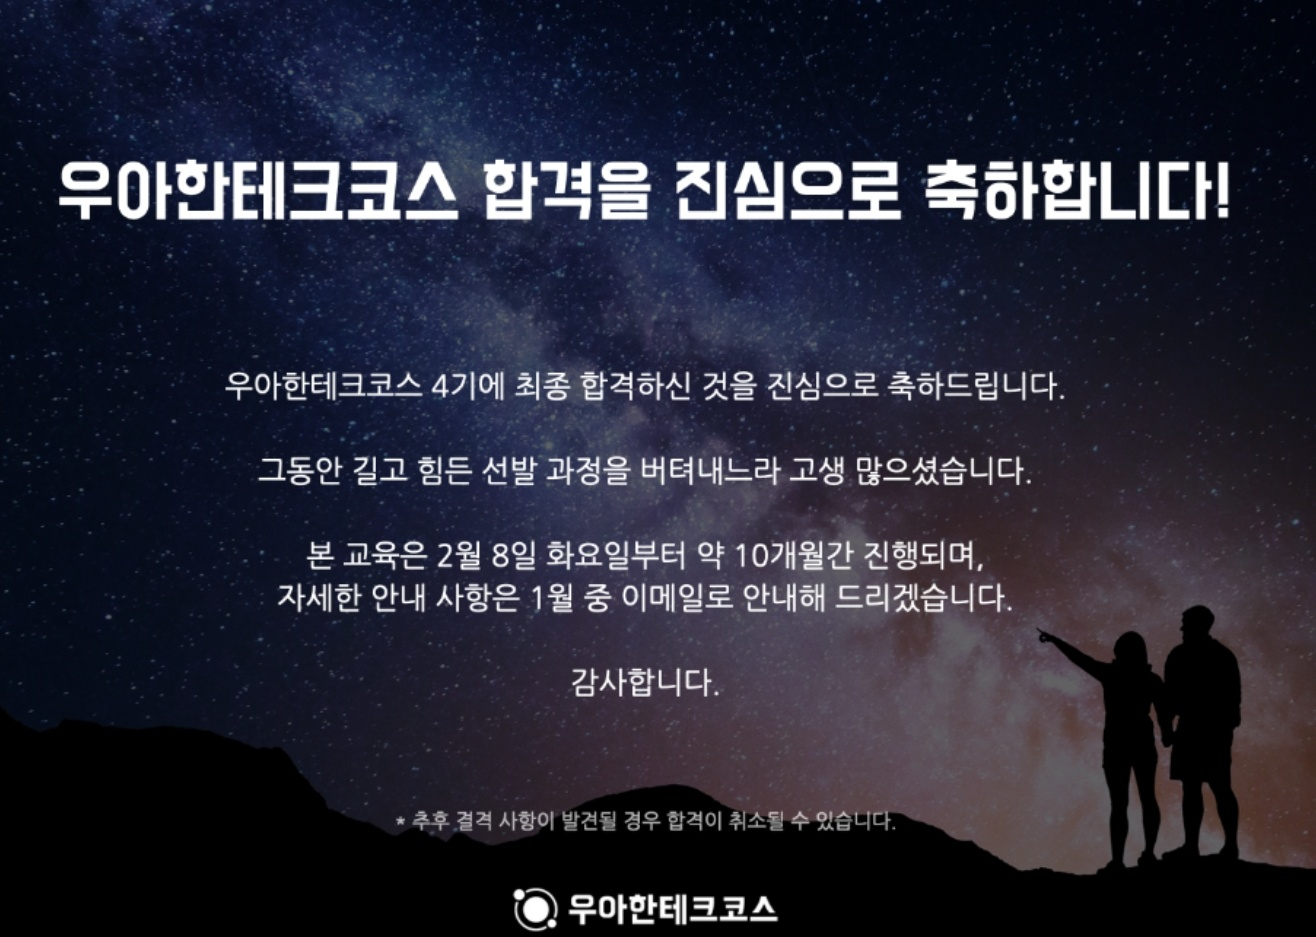 우아한테크코스 합격을 진심으로 축하합니다!
우아한테크코스 4기에 최종 합격하신 것을 진심으로 축하드립니다.
그동안 길고 힘든 선발 과정을 버텨내느라 고생 많으셨습니다.
본 교육은 2월 8일 화요일부터 약 10개월간 진행되며,
자세한 안내 사항은 1월 중 이메일로 안내해 드리겠습니다.
감사합니다.
* 추후 결격 사항이 발견될 경우 합격이 취소될 수 있습니다.
우아한테크코스